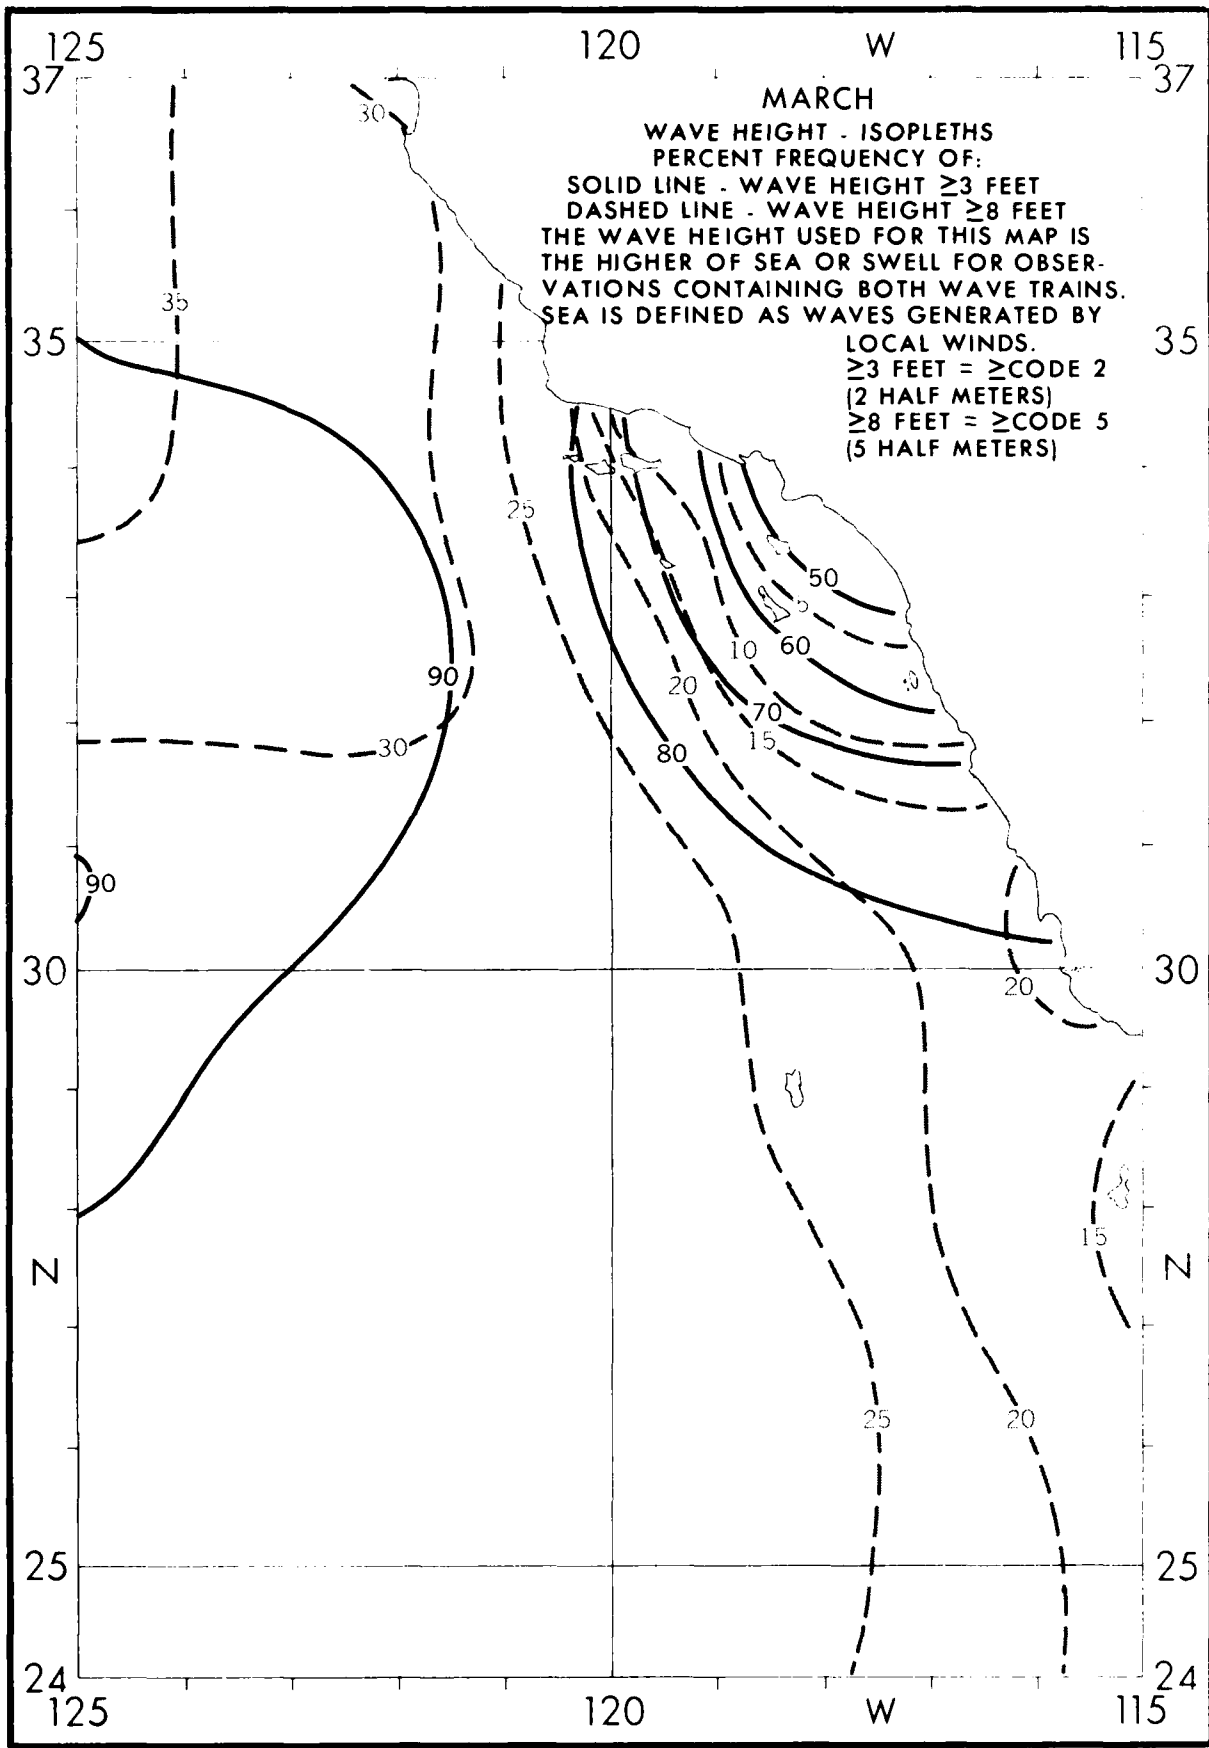 125 120 W 115
37 37
MARCH
30
WAVE HEIGHT - ISOPLETHS
PERCENT FREQUENCY OF:
SOLID LINE - WAVE HEIGHT ≥3 FEET
DASHED LINE - WAVE HEIGHT ≥8 FEET
THE WAVE HEIGHT USED FOR THIS MAP IS
THE HIGHER OF SEA OR SWELL FOR OBSER-
VATIONS CONTAINING BOTH WAVE TRAINS.
SEA IS DEFINED AS WAVES GENERATED BY
LOCAL WINDS.
≥3 FEET = ≥CODE 2
(2 HALF METERS)
≥8 FEET = ≥CODE 5
(5 HALF METERS)
35
35 35
25
50
5
60
10
90
20
70
15
30
80
90
30 30
20
15
N N
25 20
25 25
24 24
125 120 W 115